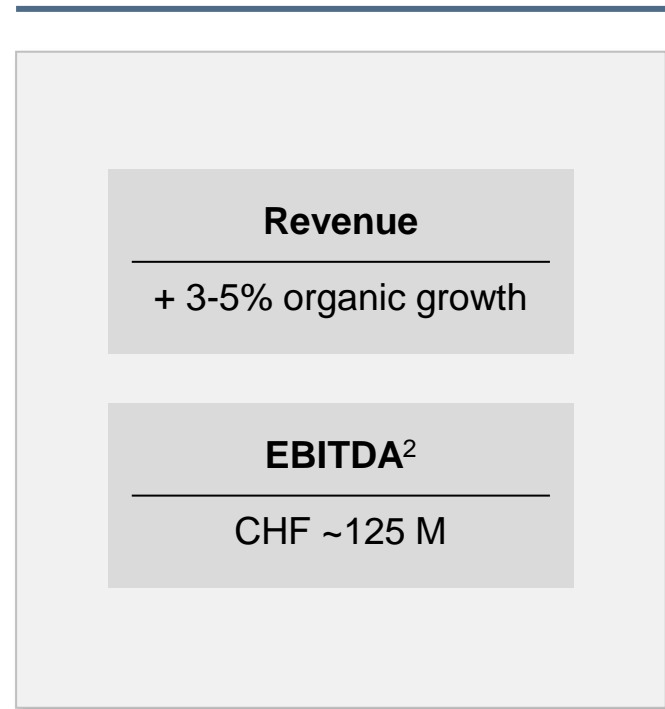 Revenue
+ 3-5% organic growth
EBITDA²
CHF ~125 M